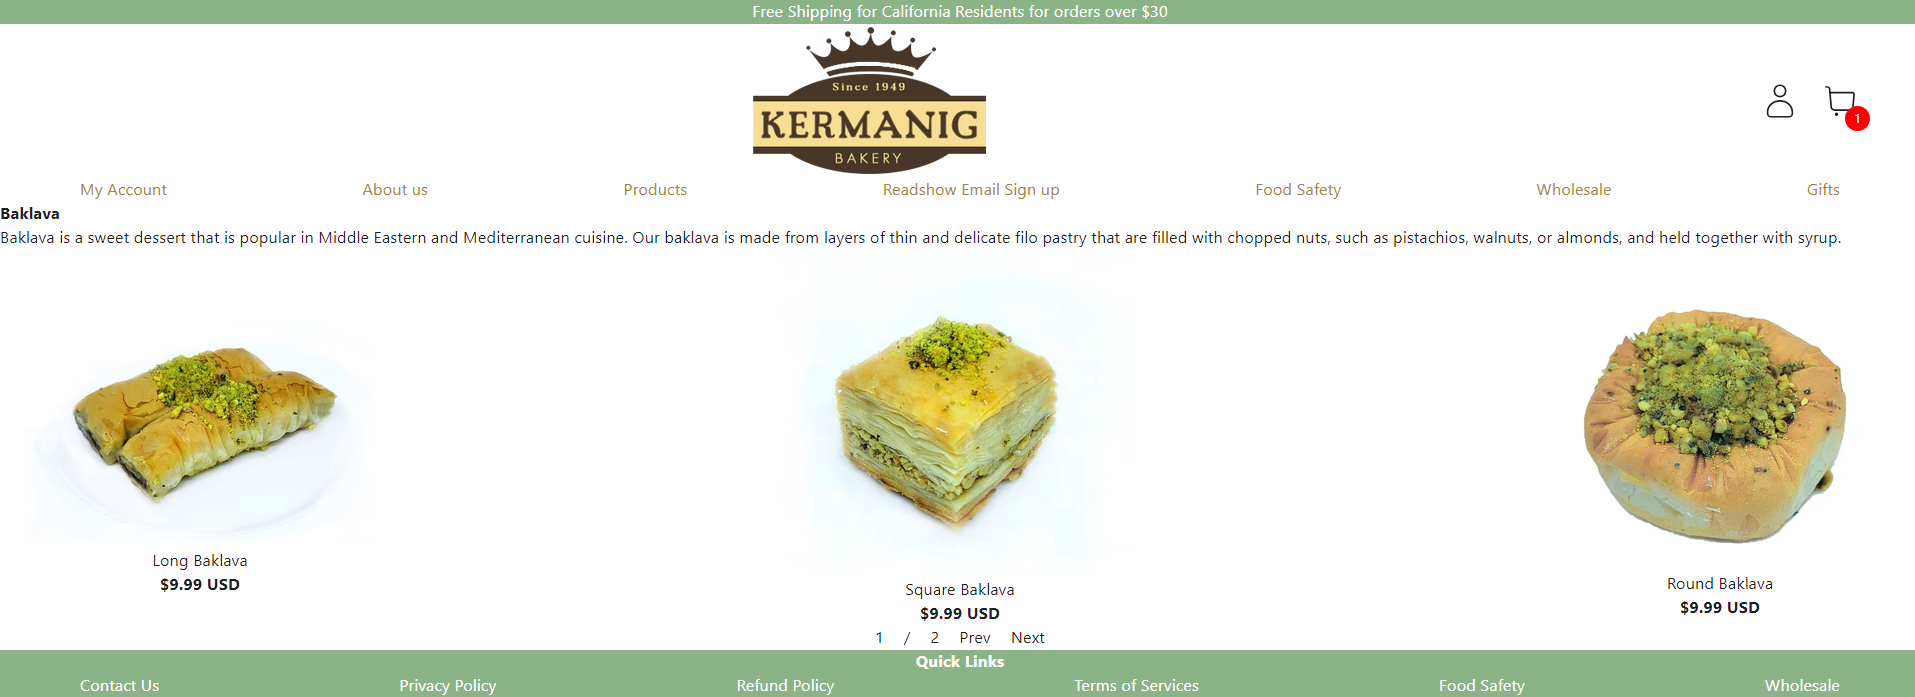 Free Shipping for California Residents for orders over $30
Since 1949
KERMANIG
BAKERY
1
My Account About us Products Readshow Email Sign up Food Safety Wholesale Gifts
Baklava
Baklava is a sweet dessert that is popular in Middle Eastern and Mediterranean cuisine. Our baklava is made from layers of thin and delicate filo pastry that are filled with chopped nuts, such as pistachios, walnuts, or almonds, and held together with syrup.
Long Baklava
$9.99 USD
Square Baklava
$9.99 USD
Round Baklava
$9.99 USD
1 / 2 Prev Next
Quick Links
Contact Us Privacy Policy Refund Policy Terms of Services Food Safety Wholesale